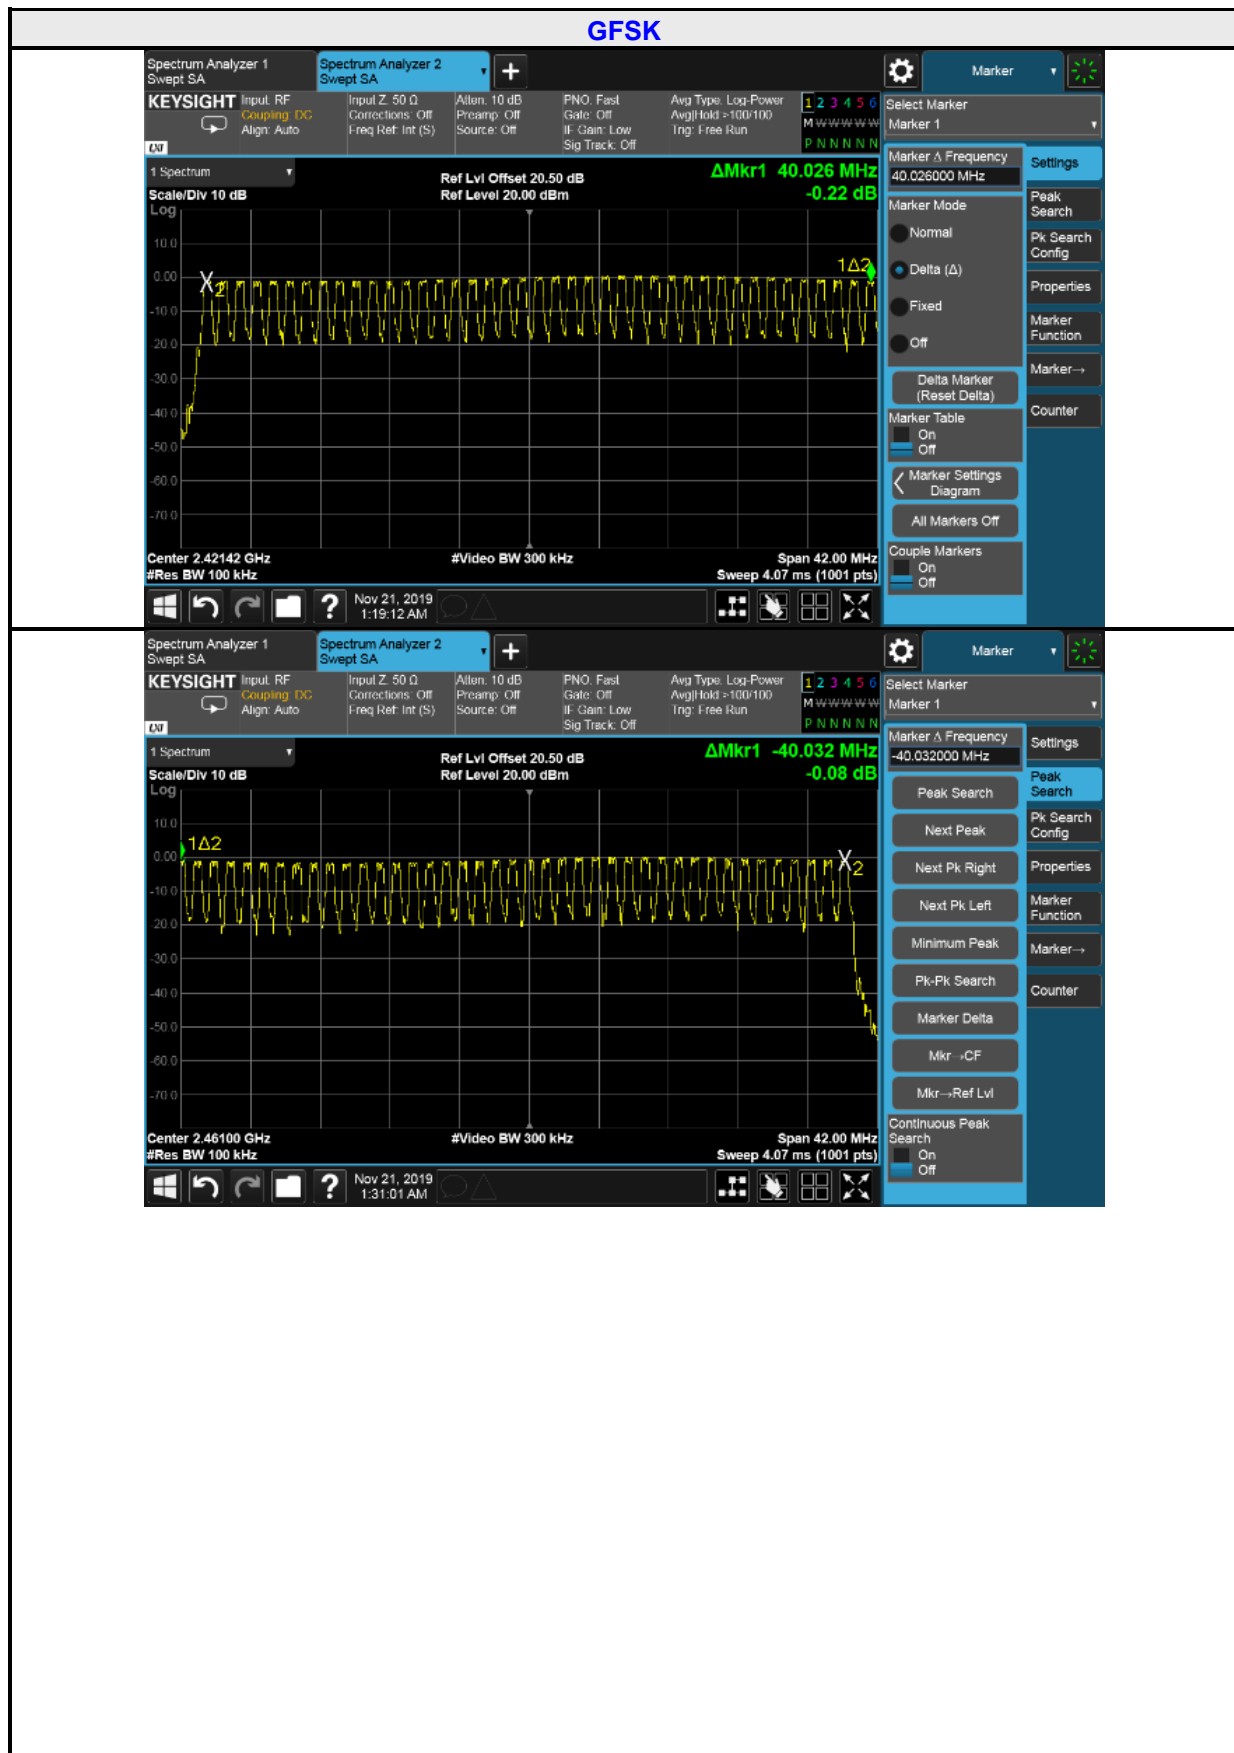 GFSK
Spectrum Analyzer 1
Swept SA
Spectrum Analyzer 2
Swept SA
Marker
KEYSIGHT
Input: RF
Coupling: DC
Align: Auto
Input Z: 50 Ω
Corrections: Off
Freq Ref: Int (S)
Atten: 10 dB
Preamp: Off
Source: Off
PNO: Fast
Gate: Off
IF Gain: Low
Sig Track: Off
Avg Type: Log-Power
Avg|Hold >100/100
Trig: Free Run
1 2 3 4 5 6
M W W W W W
P N N N N N
Select Marker
Marker 1
LXI
1 Spectrum
Scale/Div 10 dB
Log
Ref Lvl Offset 20.50 dB
Ref Level 20.00 dBm
ΔMkr1 40.026 MHz
-0.22 dB
10.0
0.00
-10.0
-20.0
-30.0
-40.0
-50.0
-60.0
-70.0
X2
1Δ2
Center 2.42142 GHz
#Res BW 100 kHz
#Video BW 300 kHz
Span 42.00 MHz
Sweep 4.07 ms (1001 pts)
Marker Δ Frequency
40.026000 MHz
Marker Mode
Normal
Delta (Δ)
Fixed
Off
Delta Marker
(Reset Delta)
Marker Table
On
Off
Marker Settings
Diagram
All Markers Off
Couple Markers
On
Off
Settings
Peak
Search
Pk Search
Config
Properties
Marker
Function
Marker→
Counter
Nov 21, 2019
1:19:12 AM
Spectrum Analyzer 1
Swept SA
Spectrum Analyzer 2
Swept SA
Marker
KEYSIGHT
Input: RF
Coupling: DC
Align: Auto
Input Z: 50 Ω
Corrections: Off
Freq Ref: Int (S)
Atten: 10 dB
Preamp: Off
Source: Off
PNO: Fast
Gate: Off
IF Gain: Low
Sig Track: Off
Avg Type: Log-Power
Avg|Hold >100/100
Trig: Free Run
1 2 3 4 5 6
M W W W W W
P N N N N N
Select Marker
Marker 1
LXI
1 Spectrum
Scale/Div 10 dB
Log
Ref Lvl Offset 20.50 dB
Ref Level 20.00 dBm
ΔMkr1 -40.032 MHz
-0.08 dB
10.0
0.00
-10.0
-20.0
-30.0
-40.0
-50.0
-60.0
-70.0
1Δ2
X2
Center 2.46100 GHz
#Res BW 100 kHz
#Video BW 300 kHz
Span 42.00 MHz
Sweep 4.07 ms (1001 pts)
Marker Δ Frequency
-40.032000 MHz
Peak Search
Next Peak
Next Pk Right
Next Pk Left
Minimum Peak
Pk-Pk Search
Marker Delta
Mkr→CF
Mkr→Ref Lvl
Continuous Peak
Search
On
Off
Settings
Peak
Search
Pk Search
Config
Properties
Marker
Function
Marker→
Counter
Nov 21, 2019
1:31:01 AM